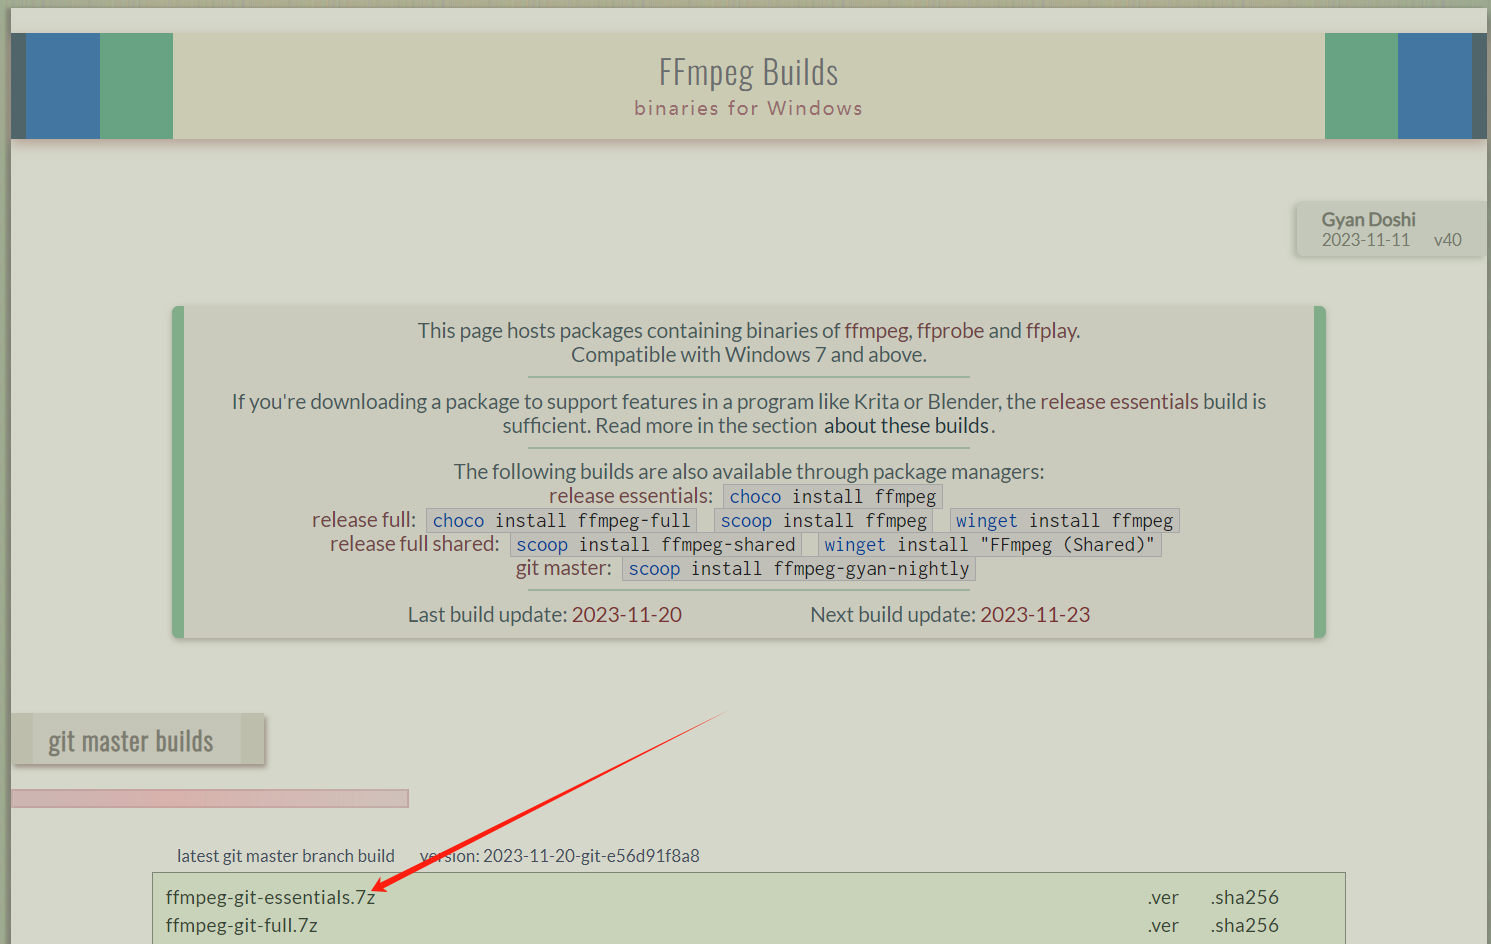 FFmpeg Builds
binaries for Windows
Gyan Doshi
2023-11-11 v40
This page hosts packages containing binaries of ffmpeg, ffprobe and ffplay.
Compatible with Windows 7 and above.
If you're downloading a package to support features in a program like Krita or Blender, the release essentials build is
sufficient. Read more in the section about these builds.
The following builds are also available through package managers:
release essentials: choco install ffmpeg
release full: choco install ffmpeg-full scoop install ffmpeg winget install ffmpeg
release full shared: scoop install ffmpeg-shared winget install "FFmpeg (Shared)"
git master: scoop install ffmpeg-gyan-nightly
Last build update: 2023-11-20 Next build update: 2023-11-23
git master builds
latest git master branch build version: 2023-11-20-git-e56d91f8a8
ffmpeg-git-essentials.7z .ver .sha256
ffmpeg-git-full.7z .ver .sha256